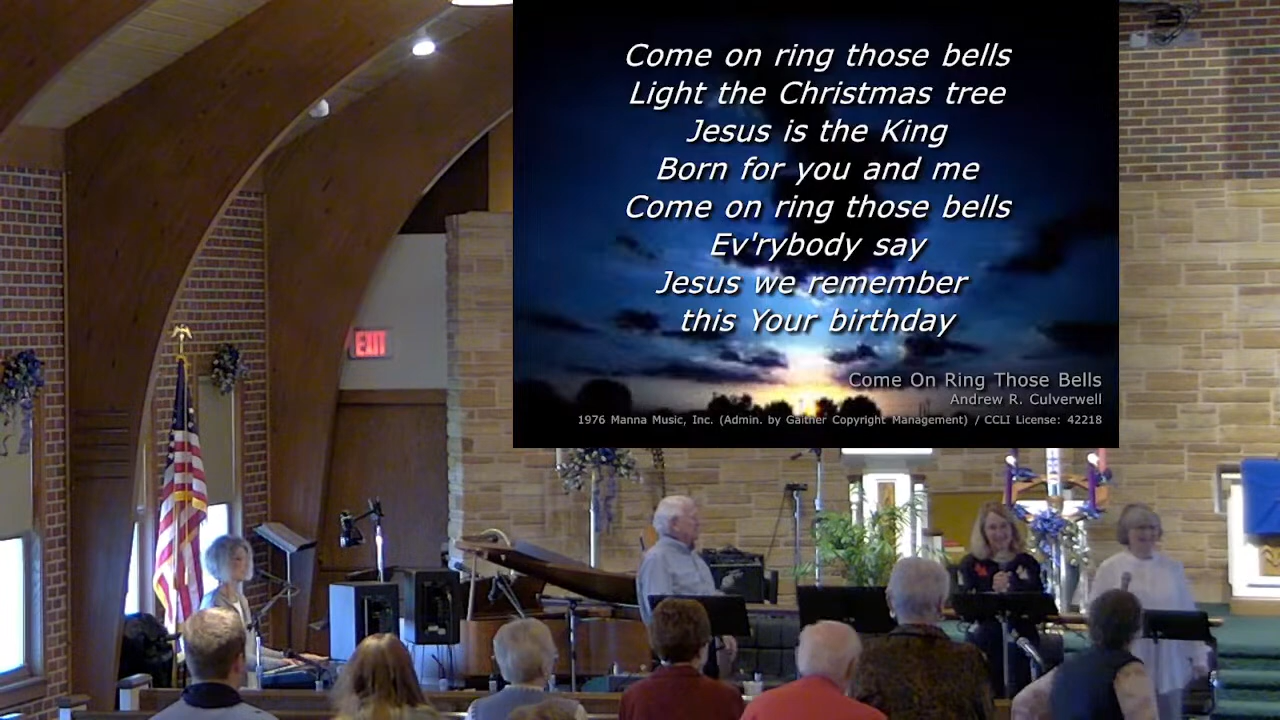 Come on ring those bells
Light the Christmas tree
Jesus is the King
Born for you and me
Come on ring those bells
Ev'rybody say
Jesus we remember
this Your birthday
Come On Ring Those Bells
Andrew R. Culverwell
1976 Manna Music, Inc. (Admin. by Gaither Copyright Management) / CCLI License: 42218
EXIT